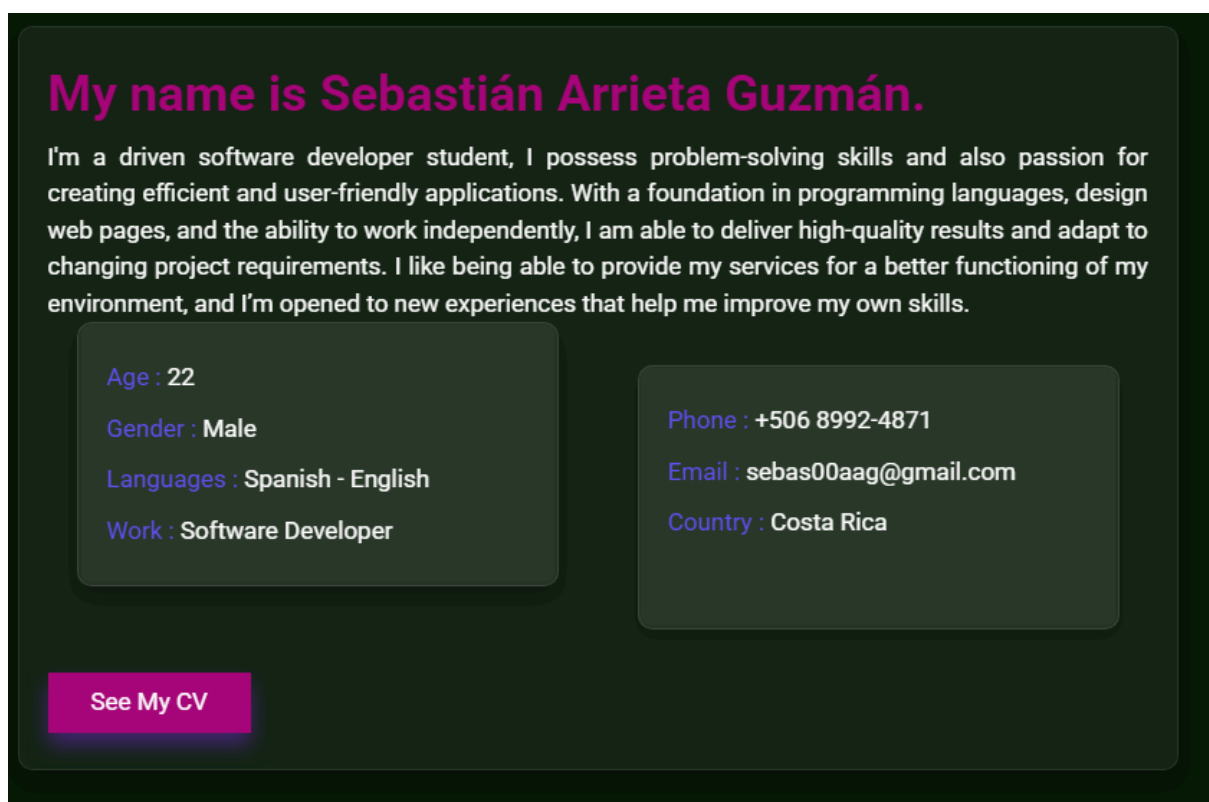 My name is Sebastián Arrieta Guzmán.
I'm a driven software developer student, I possess problem-solving skills and also passion for
creating efficient and user-friendly applications. With a foundation in programming languages, design
web pages, and the ability to work independently, I am able to deliver high-quality results and adapt to
changing project requirements. I like being able to provide my services for a better functioning of my
environment, and I’m opened to new experiences that help me improve my own skills.
Age : 22
Gender : Male
Languages : Spanish - English
Work : Software Developer
Phone : +506 8992-4871
Email : sebas00aag@gmail.com
Country : Costa Rica
See My CV